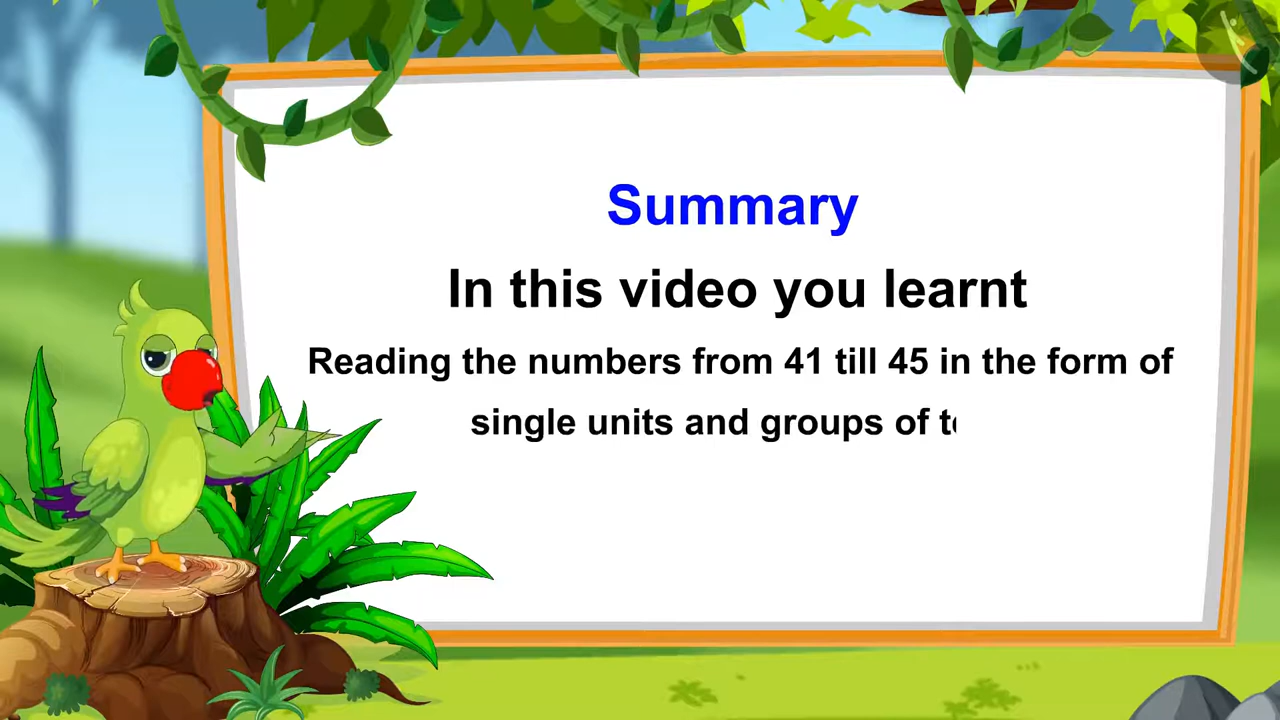 Summary
In this video you learnt
Reading the numbers from 41 till 45 in the form of
single units and groups of